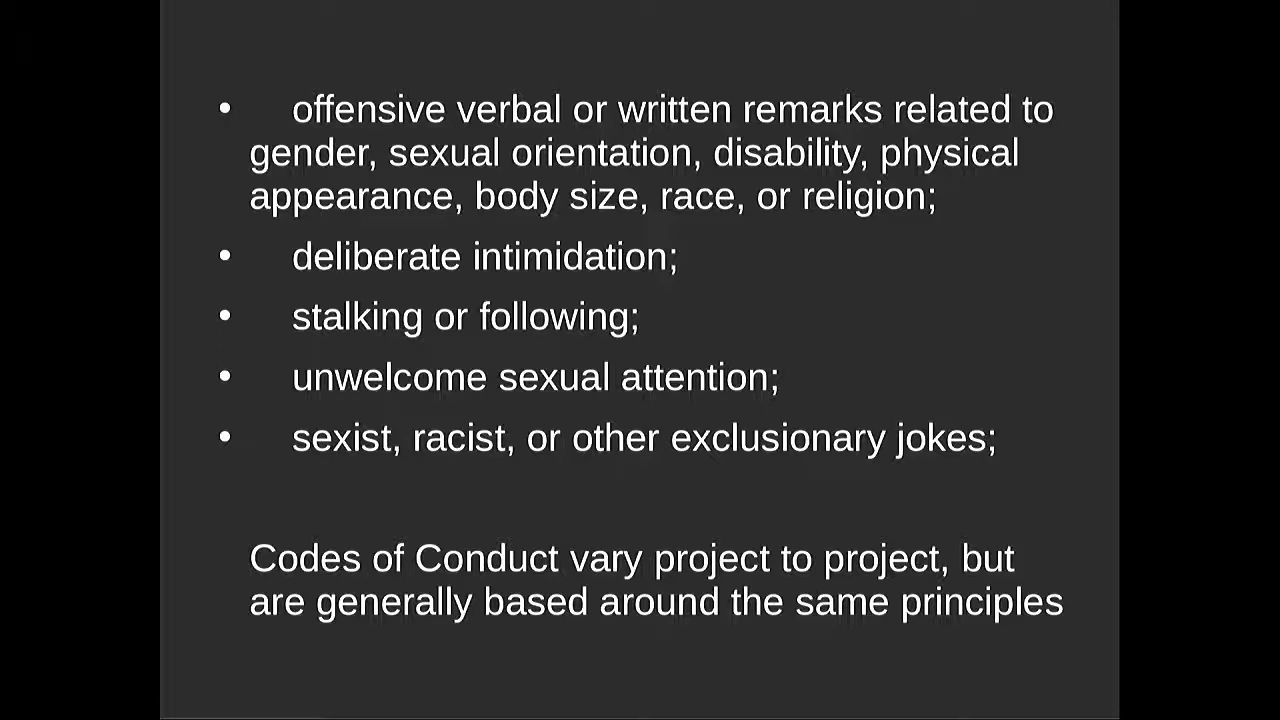 • offensive verbal or written remarks related to
gender, sexual orientation, disability, physical
appearance, body size, race, or religion;
• deliberate intimidation;
• stalking or following;
• unwelcome sexual attention;
• sexist, racist, or other exclusionary jokes;
Codes of Conduct vary project to project, but
are generally based around the same principles